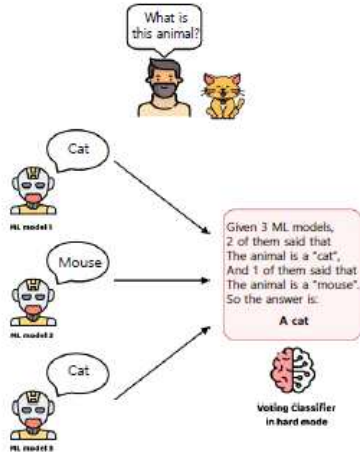 What is
this animal?
Cat
ML model 1
Mouse
ML model 2
Cat
ML model 3
Given 3 ML models,
2 of them said that
The animal is a "cat",
And 1 of them said that
The animal is a "mouse".
So the answer is:
A cat
Voting Classifier
in hard mode